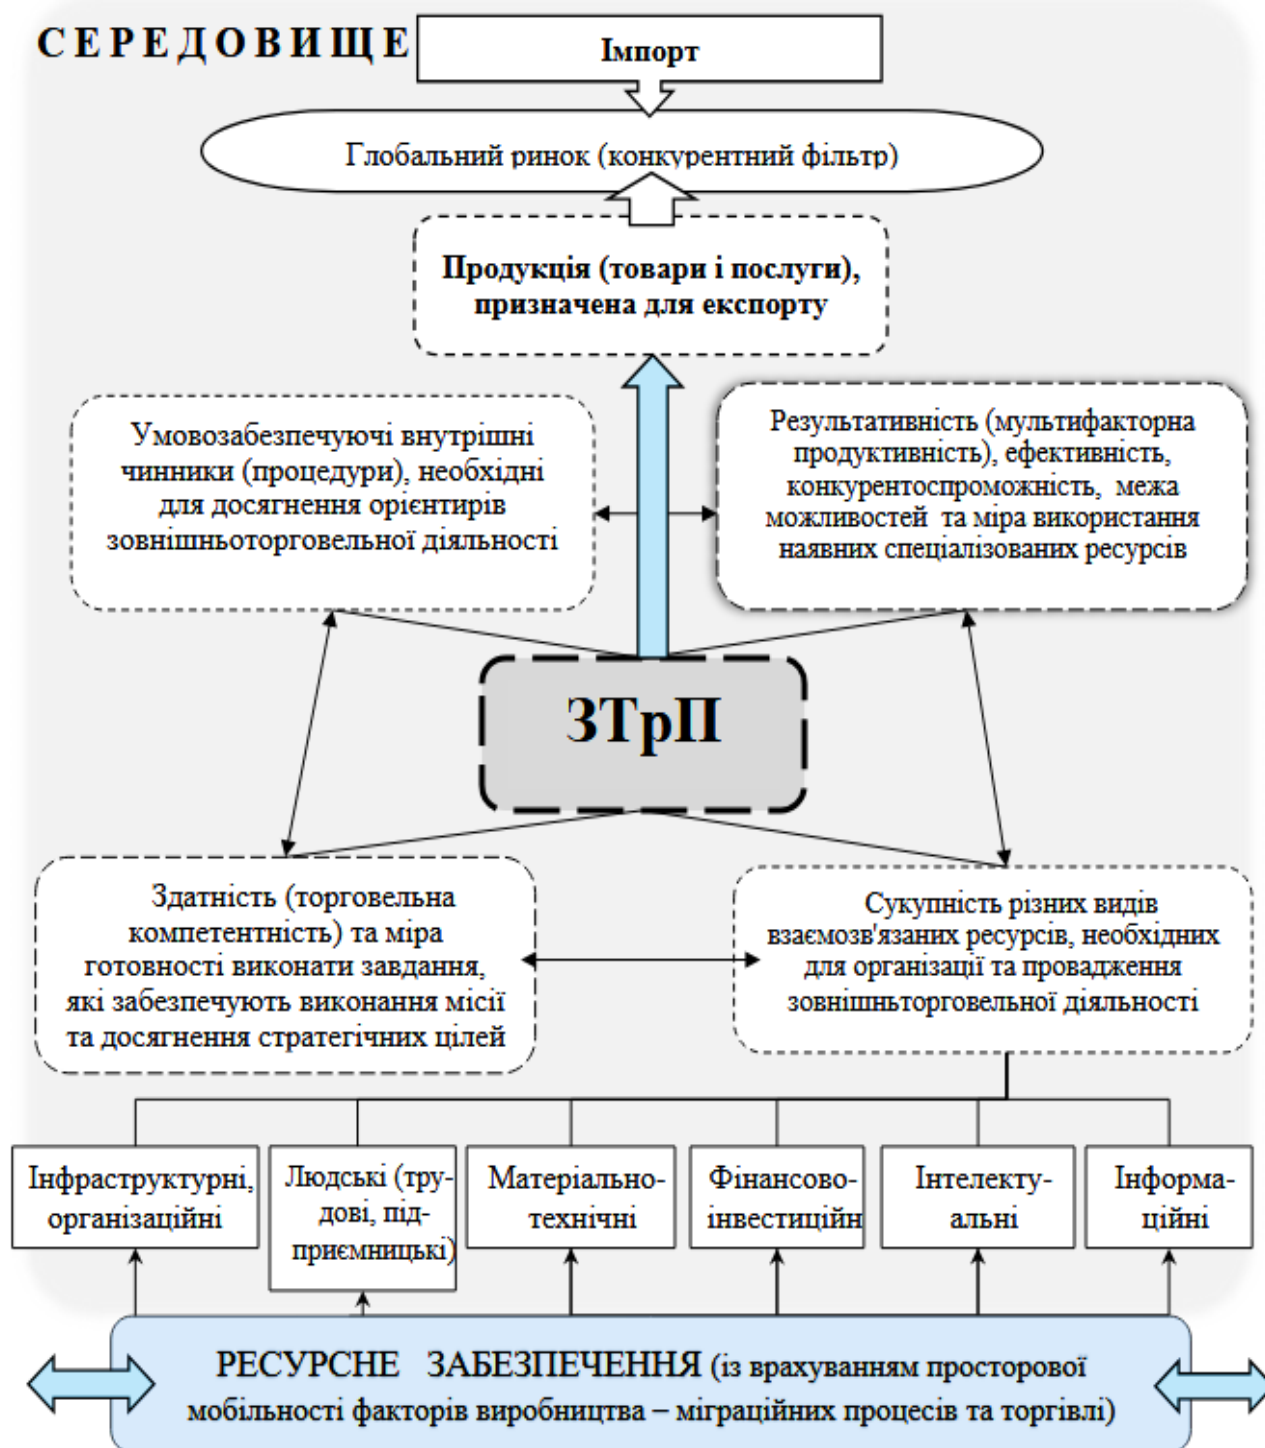 СЕРЕДОВИЩЕ
Імпорт
Глобальний ринок (конкурентний фільтр)
Продукція (товари і послуги),
призначена для експорту
Умовозабезпечуючі внутрішні
чинники (процедури), необхідні
для досягнення орієнтирів
зовнішньоторговельної діяльності
Результативність (мультифакторна
продуктивність), ефективність,
конкурентоспроможність, межа
можливостей та міра використання
наявних спеціалізованих ресурсів
ЗТрП
Здатність (торговельна
компетентність) та міра
готовності виконати завдання,
які забезпечують виконання місії
та досягнення стратегічних цілей
Сукупність різних видів
взаємозв'язаних ресурсів, необхідних
для організації та провадження
зовнішньторговельної діяльності
Інфраструктурні,
організаційні
Людські (тру-
дові, під-
приємницькі)
Матеріально-
технічні
Фінансово-
інвестиційн
Інтелекту-
альні
Інформа-
ційні
РЕСУРСНЕ ЗАБЕЗПЕЧЕННЯ (із врахуванням просторової
мобільності факторів виробництва – міграційних процесів та торгівлі)